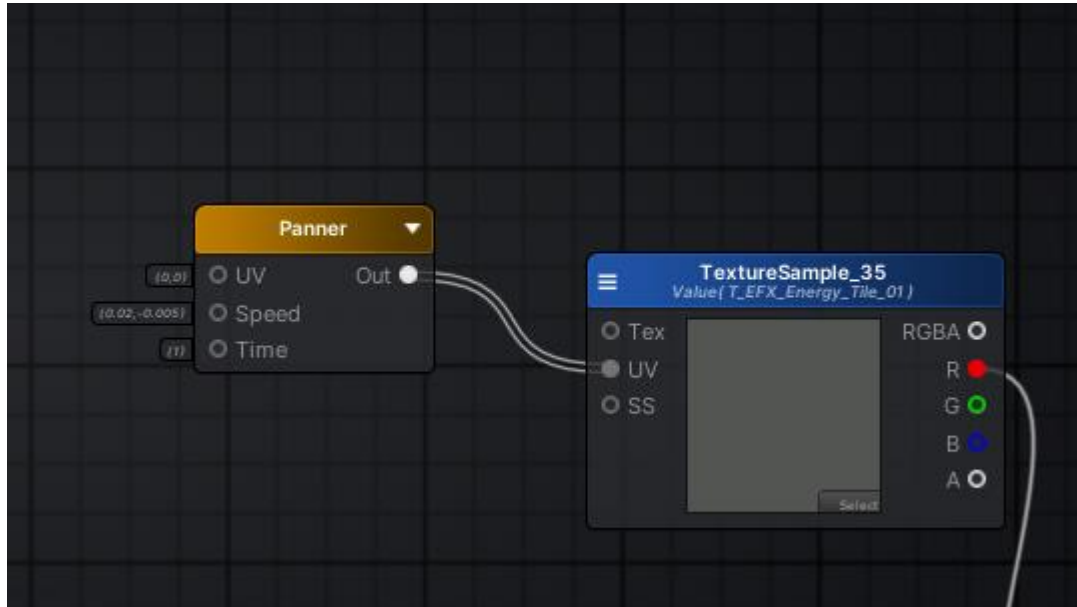 Panner
(0,0)
UV
Out
(0.02,-0.005)
Speed
(1)
Time
TextureSample_35
Value( T_EFX_Energy_Tile_01 )
Tex
RGBA
UV
R
SS
G
B
A
Select